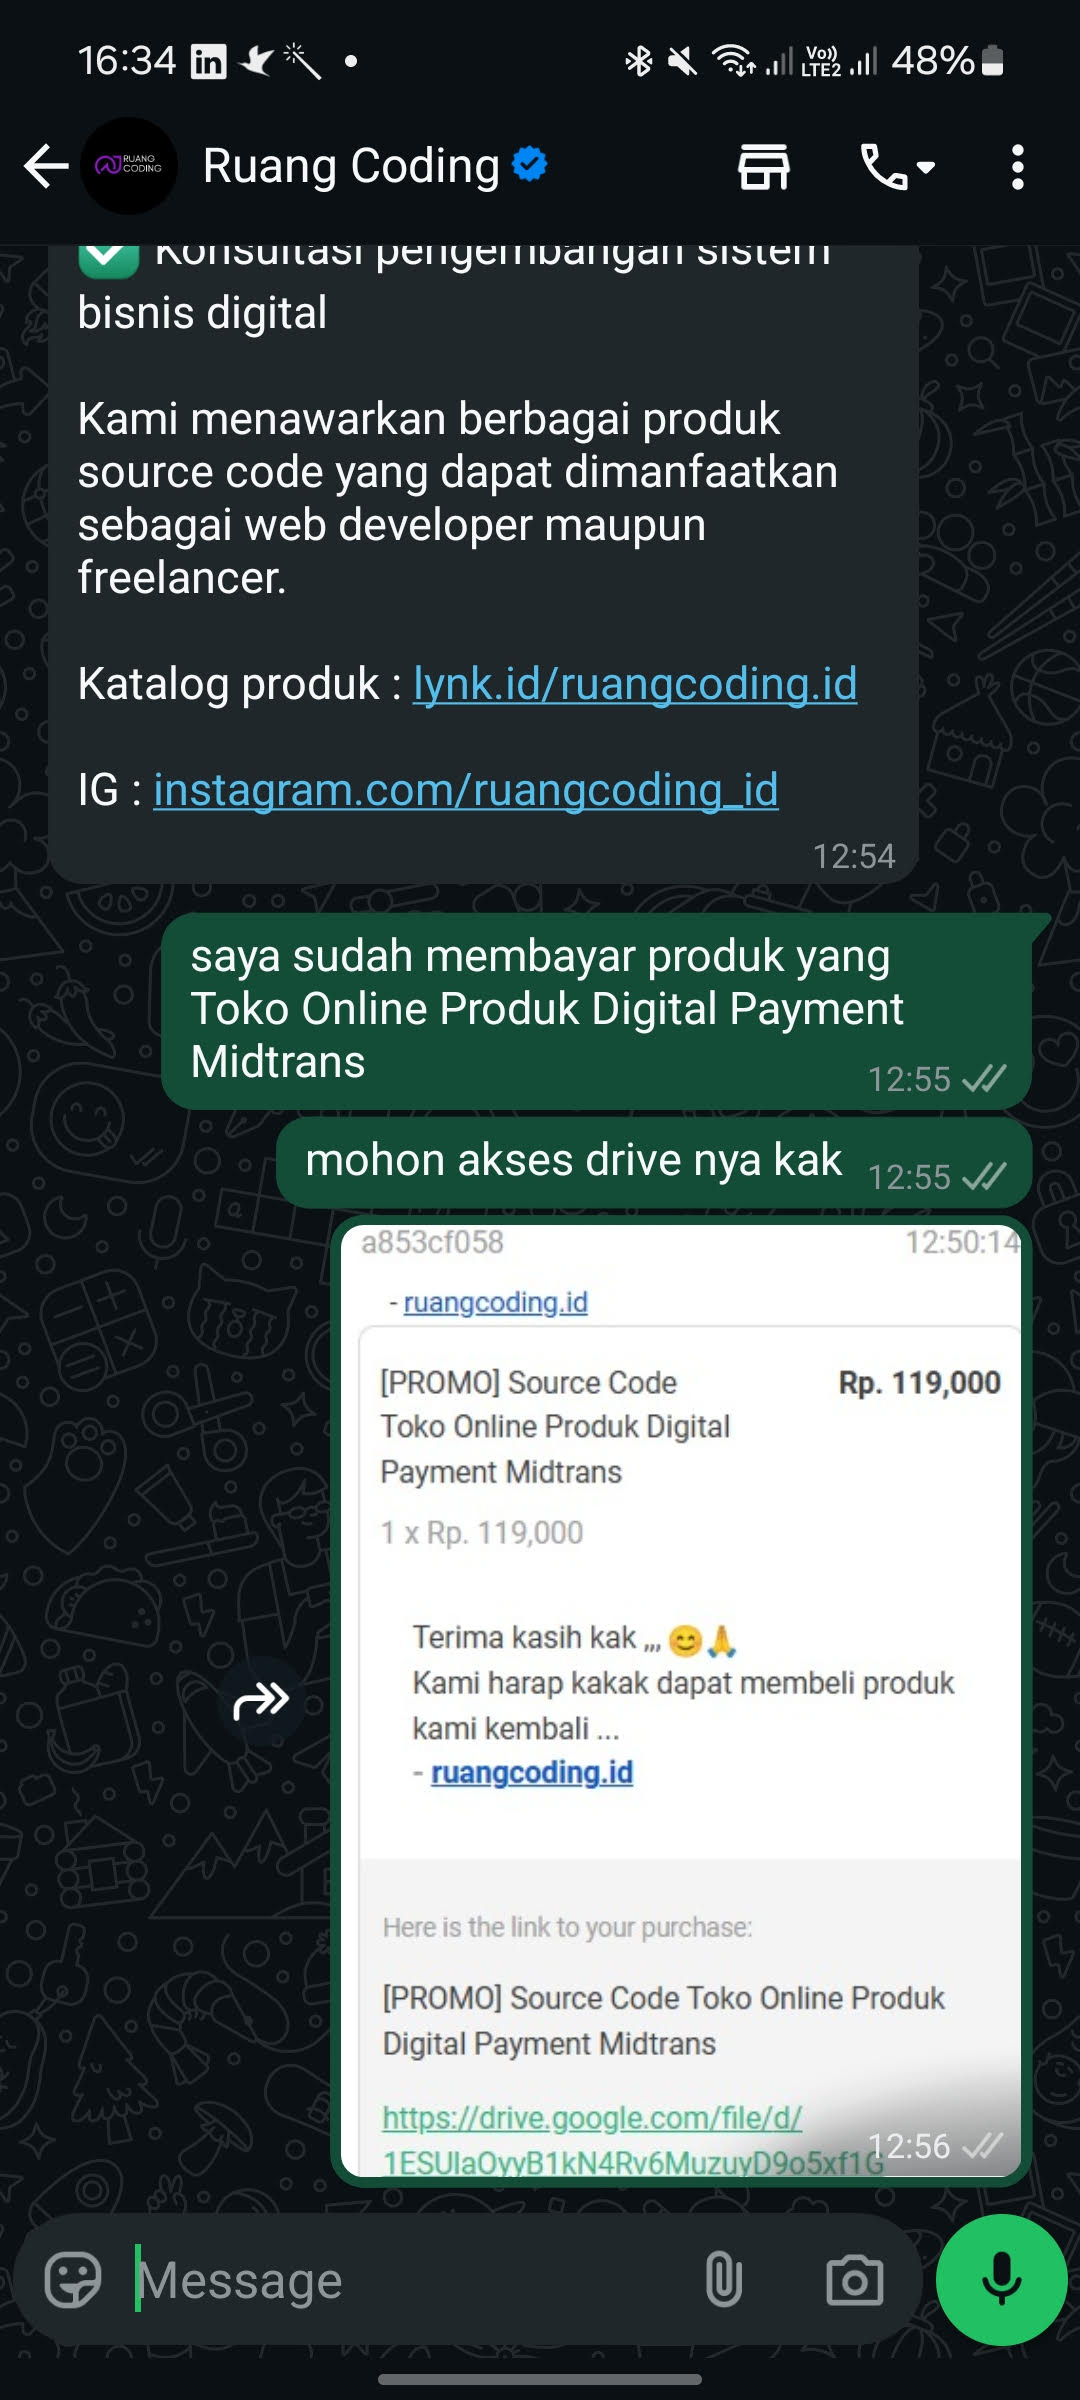 16:34
Vo))
LTE2
48%
RUANG
CODING
Ruang Coding
Konsultasi pengembangan sistem
bisnis digital
Kami menawarkan berbagai produk
source code yang dapat dimanfaatkan
sebagai web developer maupun
freelancer.
Katalog produk : lynk.id/ruangcoding.id
IG : instagram.com/ruangcoding_id
12:54
saya sudah membayar produk yang
Toko Online Produk Digital Payment
Midtrans
12:55
mohon akses drive nya kak
12:55
a853cf058
12:50:14
- ruangcoding.id
[PROMO] Source Code
Rp. 119,000
Toko Online Produk Digital
Payment Midtrans
1 x Rp. 119,000
Terima kasih kak ,,, 😊🙏
Kami harap kakak dapat membeli produk
kami kembali ...
- ruangcoding.id
Here is the link to your purchase:
[PROMO] Source Code Toko Online Produk
Digital Payment Midtrans
https://drive.google.com/file/d/
1ESUIaOyyB1kN4Rv6MuzuyD9o5xf1G
12:56
Message